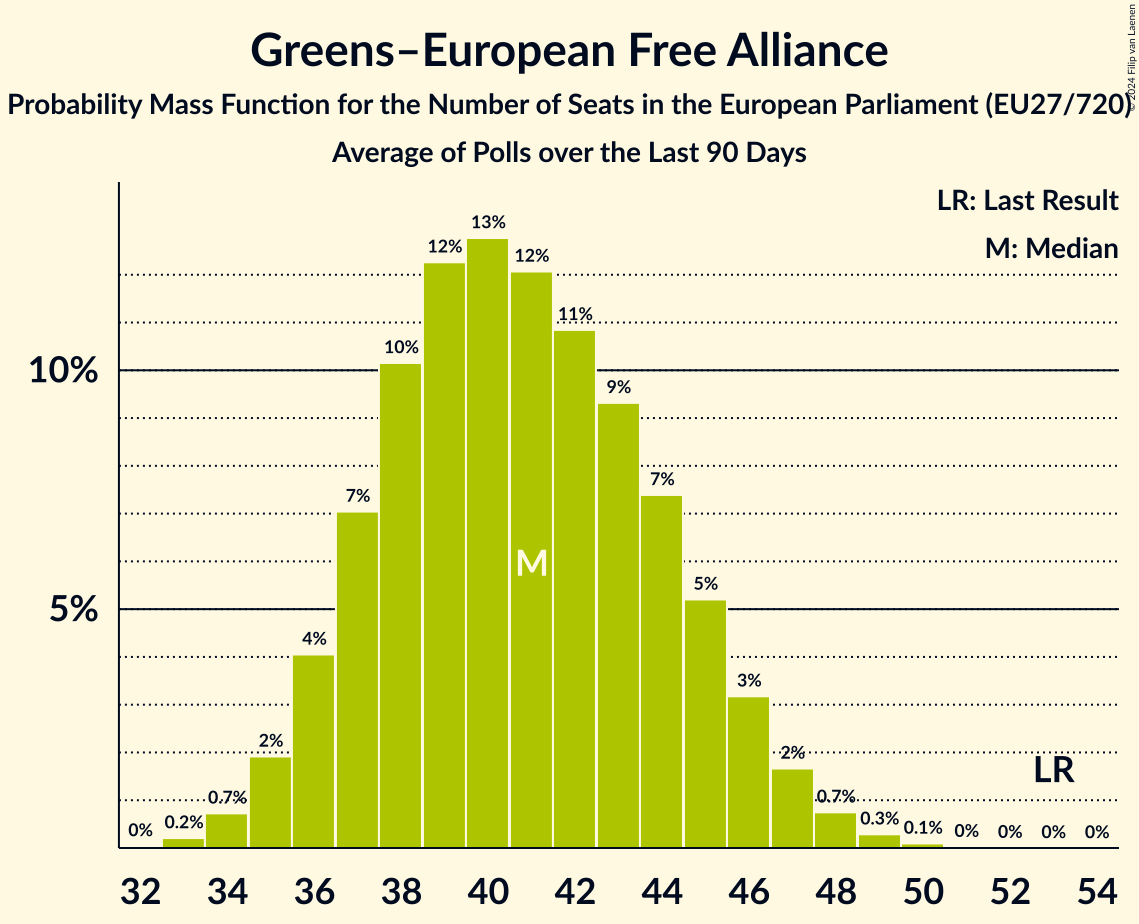 Greens–European Free Alliance
Probability Mass Function for the Number of Seats in the European Parliament (EU27/720)
Average of Polls over the Last 90 Days
© 2024 Filip van Laenen
LR: Last Result
M: Median
10%
5%
0%
0.2%
0.7%
2%
4%
7%
10%
12%
13%
12%
11%
9%
7%
5%
3%
2%
0.7%
0.3%
0.1%
0%
0%
0%
0%
M
LR
32 34 36 38 40 42 44 46 48 50 52 54